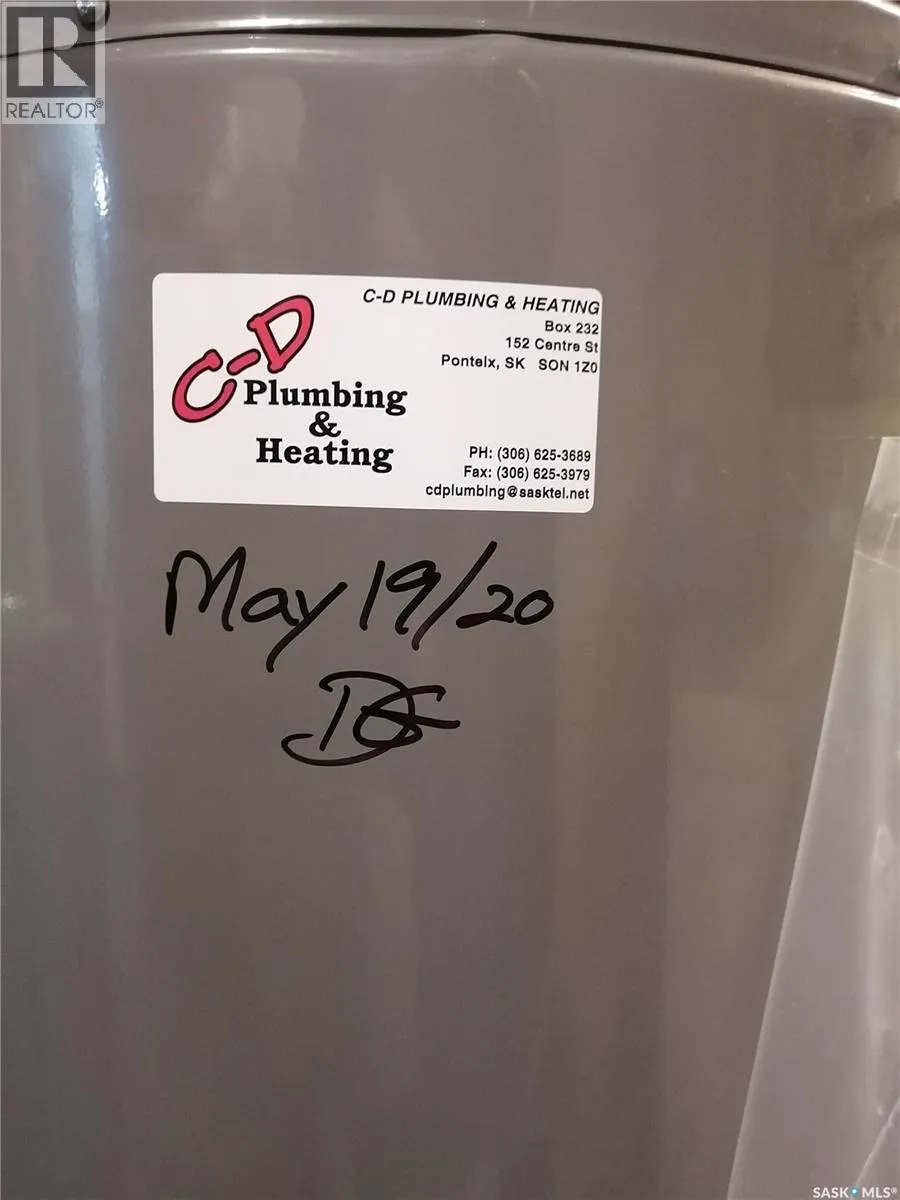 REALTOR®
C-D PLUMBING & HEATING
Box 232
152 Centre St
Ponteix, SK SON 1Z0
C-D
Plumbing
&
Heating
PH: (306) 625-3689
Fax: (306) 625-3979
cdplumbing@sasktel.net
May 19/20
SASK MLS®